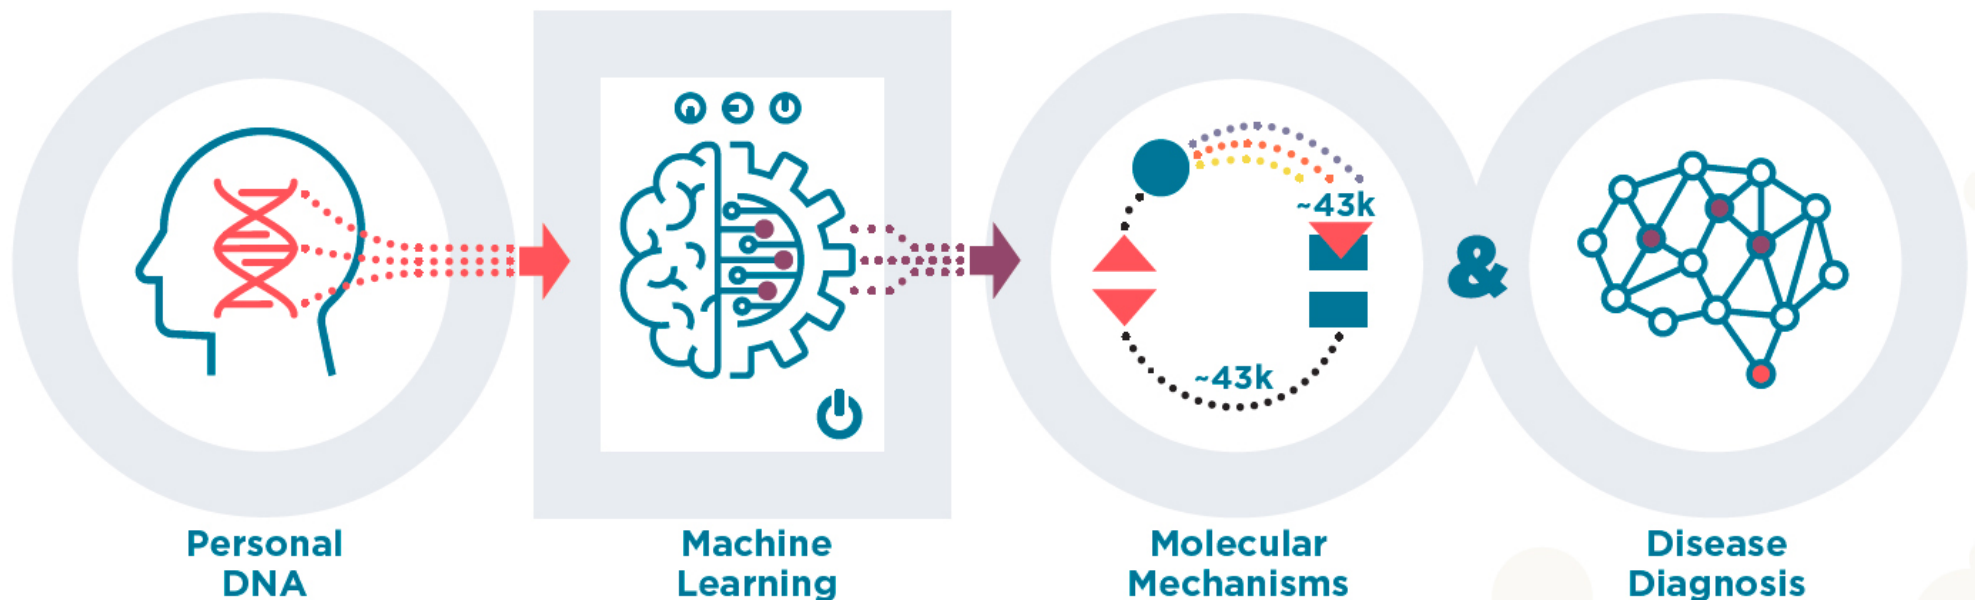 ~43k
~43k
&
Personal
DNA
Machine
Learning
Molecular
Mechanisms
Disease
Diagnosis